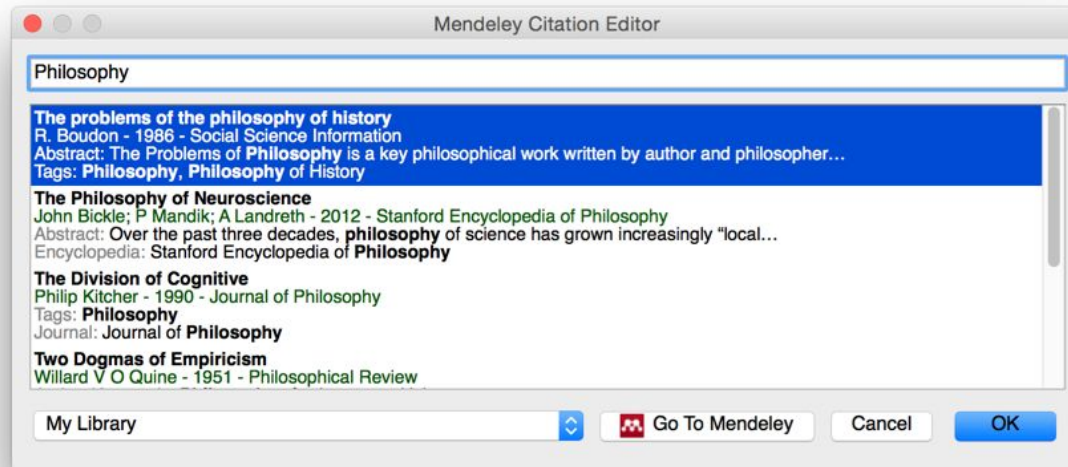 Mendeley Citation Editor
Philosophy
The problems of the philosophy of history
R. Boudon - 1986 - Social Science Information
Abstract: The Problems of Philosophy is a key philosophical work written by author and philosopher...
Tags: Philosophy, Philosophy of History
The Philosophy of Neuroscience
John Bickle; P Mandik; A Landreth - 2012 - Stanford Encyclopedia of Philosophy
Abstract: Over the past three decades, philosophy of science has grown increasingly “local...
Encyclopedia: Stanford Encyclopedia of Philosophy
The Division of Cognitive
Philip Kitcher - 1990 - Journal of Philosophy
Tags: Philosophy
Journal: Journal of Philosophy
Two Dogmas of Empiricism
Willard V O Quine - 1951 - Philosophical Review
My Library Go To Mendeley Cancel OK